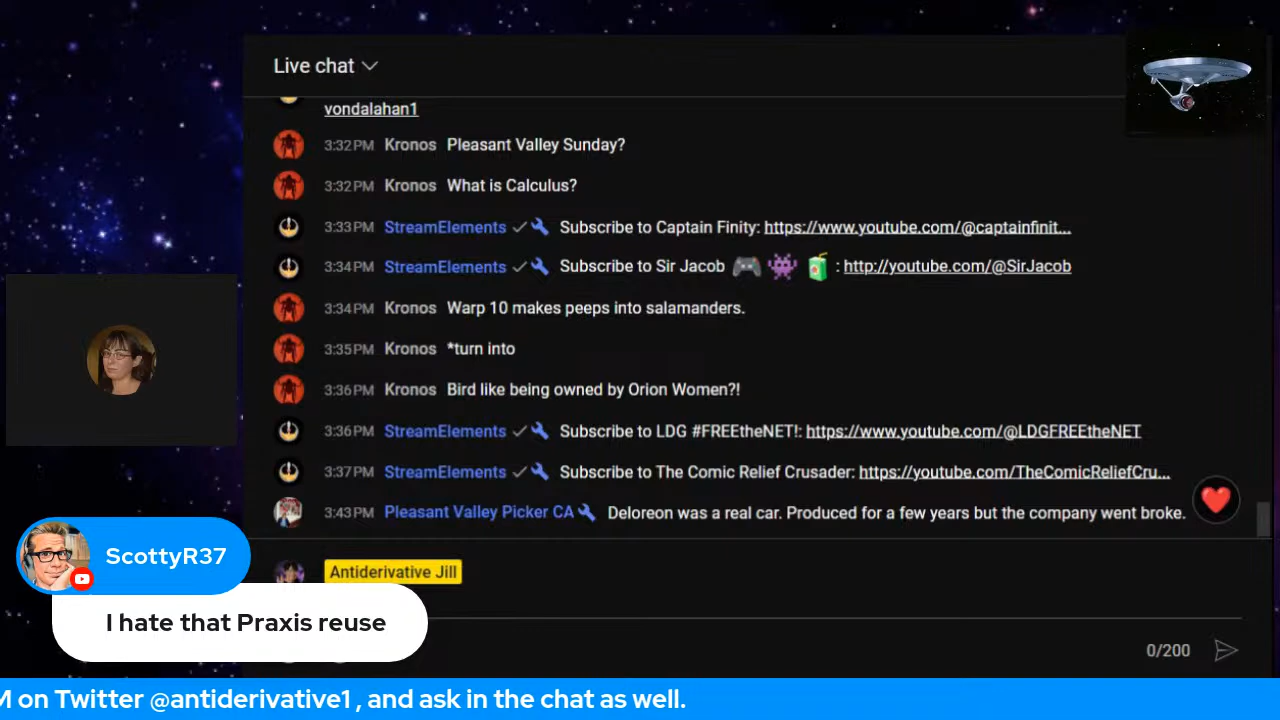 Live chat
vondalahan1
3:32 PM Kronos Pleasant Valley Sunday?
3:32 PM Kronos What is Calculus?
3:33 PM StreamElements Subscribe to Captain Finity: https://www.youtube.com/@captainfinit...
3:34 PM StreamElements Subscribe to Sir Jacob 🎮 👾 🧃 : http://youtube.com/@SirJacob
3:34 PM Kronos Warp 10 makes peeps into salamanders.
3:35 PM Kronos *turn into
3:36 PM Kronos Bird like being owned by Orion Women?!
3:36 PM StreamElements Subscribe to LDG #FREEtheNET!: https://www.youtube.com/@LDGFREEtheNET
3:37 PM StreamElements Subscribe to The Comic Relief Crusader: https://youtube.com/TheComicReliefCru...
3:43 PM Pleasant Valley Picker CA Deloreon was a real car. Produced for a few years but the company went broke.
Antiderivative Jill
ScottyR37
I hate that Praxis reuse
0/200
M on Twitter @antiderivative1 , and ask in the chat as well.